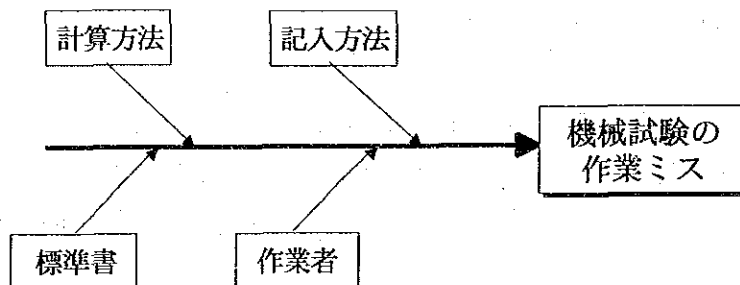 計算方法
記入方法
機械試験の
作業ミス
標準書
作業者